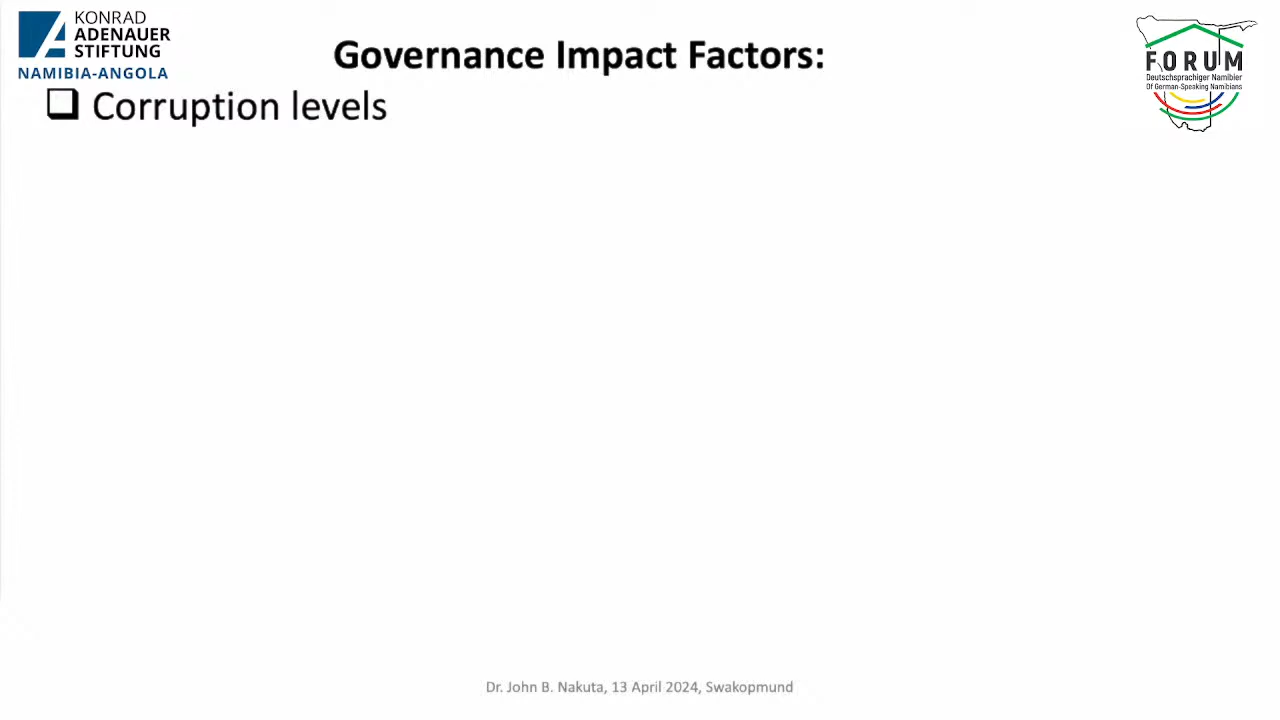 KONRAD
ADENAUER
STIFTUNG
NAMIBIA-ANGOLA
Governance Impact Factors:
FORUM
Deutschsprachiger Namibier
Of German-Speaking Namibians
Corruption levels
Dr. John B. Nakuta, 13 April 2024, Swakopmund